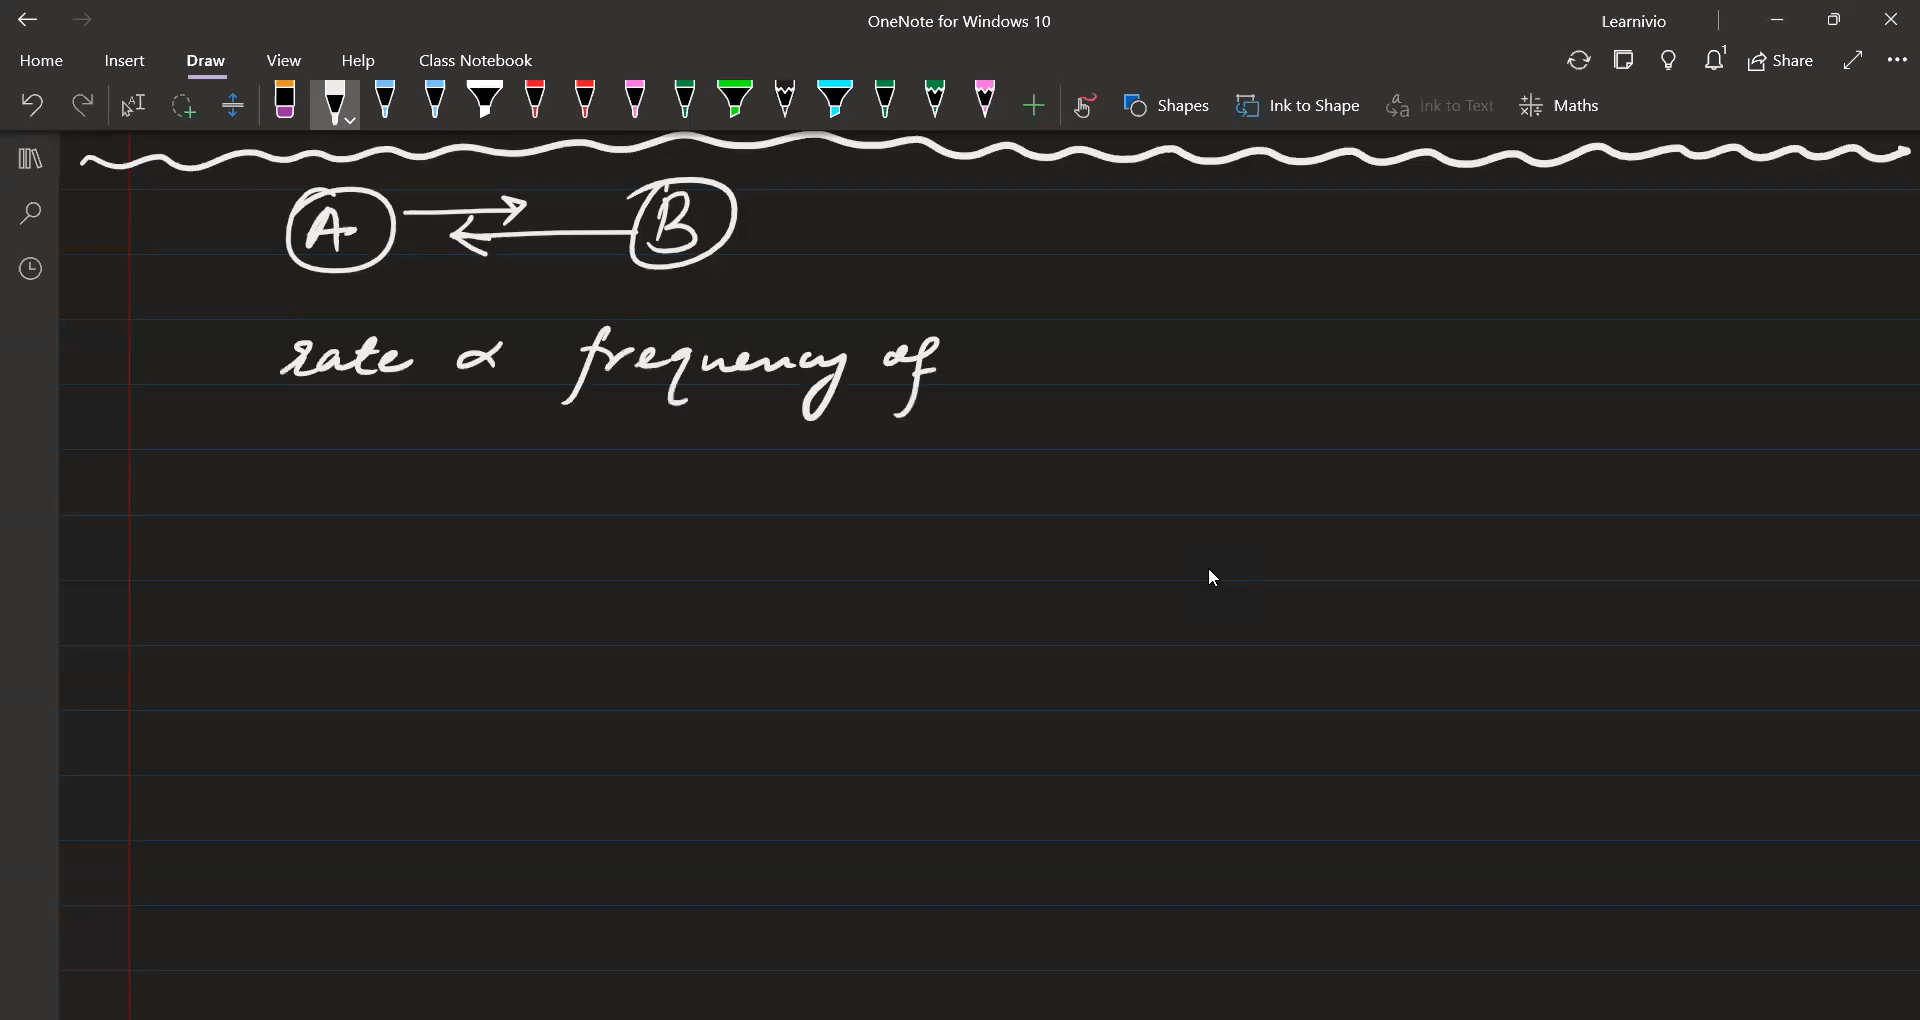 OneNote for Windows 10
Learnivio
Home Insert Draw View Help Class Notebook
1
Share
Shapes Ink to Shape Ink to Text Maths
A B
rate ∝ frequency of